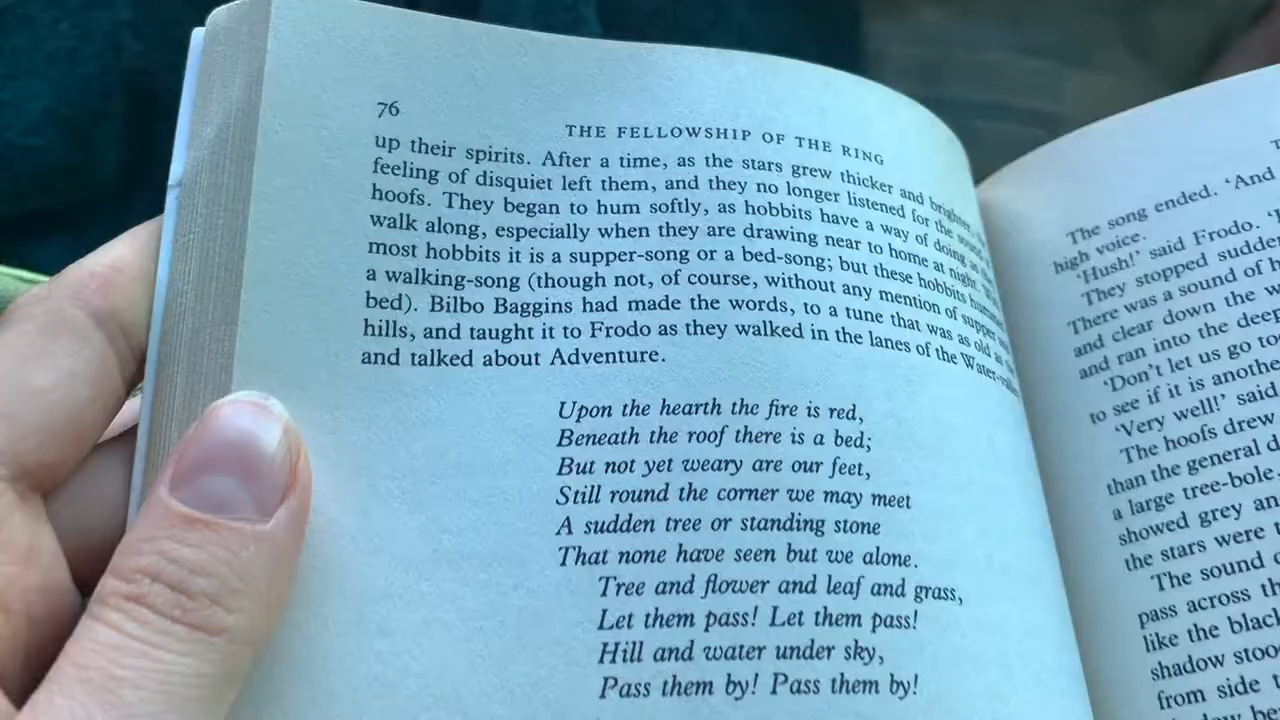 76
THE FELLOWSHIP OF THE RING
up their spirits. After a time, as the stars grew thicker and brighter,
feeling of disquiet left them, and they no longer listened for the sound
hoofs. They began to hum softly, as hobbits have a way of doing as
walk along, especially when they are drawing near to home at night.
most hobbits it is a supper-song or a bed-song; but these hobbits hummed
a walking-song (though not, of course, without any mention of supper
bed). Bilbo Baggins had made the words, to a tune that was as old as
hills, and taught it to Frodo as they walked in the lanes of the
and talked about Adventure.
Upon the hearth the fire is red,
Beneath the roof there is a bed;
But not yet weary are our feet,
Still round the corner we may meet
A sudden tree or standing stone
That none have seen but we alone.
Tree and flower and leaf and grass,
Let them pass! Let them pass!
Hill and water under sky,
Pass them by! Pass them by!
The song ended. ‘And
high voice.
‘Hush!’ said Frodo.
They stopped
There was a sound of
and clear down the
and ran into the deep
‘Don’t let us go to
to see if it is
‘Very well!’ said
The hoofs drew
than the general
a large tree-bole
showed grey
the stars were
The sound
pass across
like the black
shadow
from side